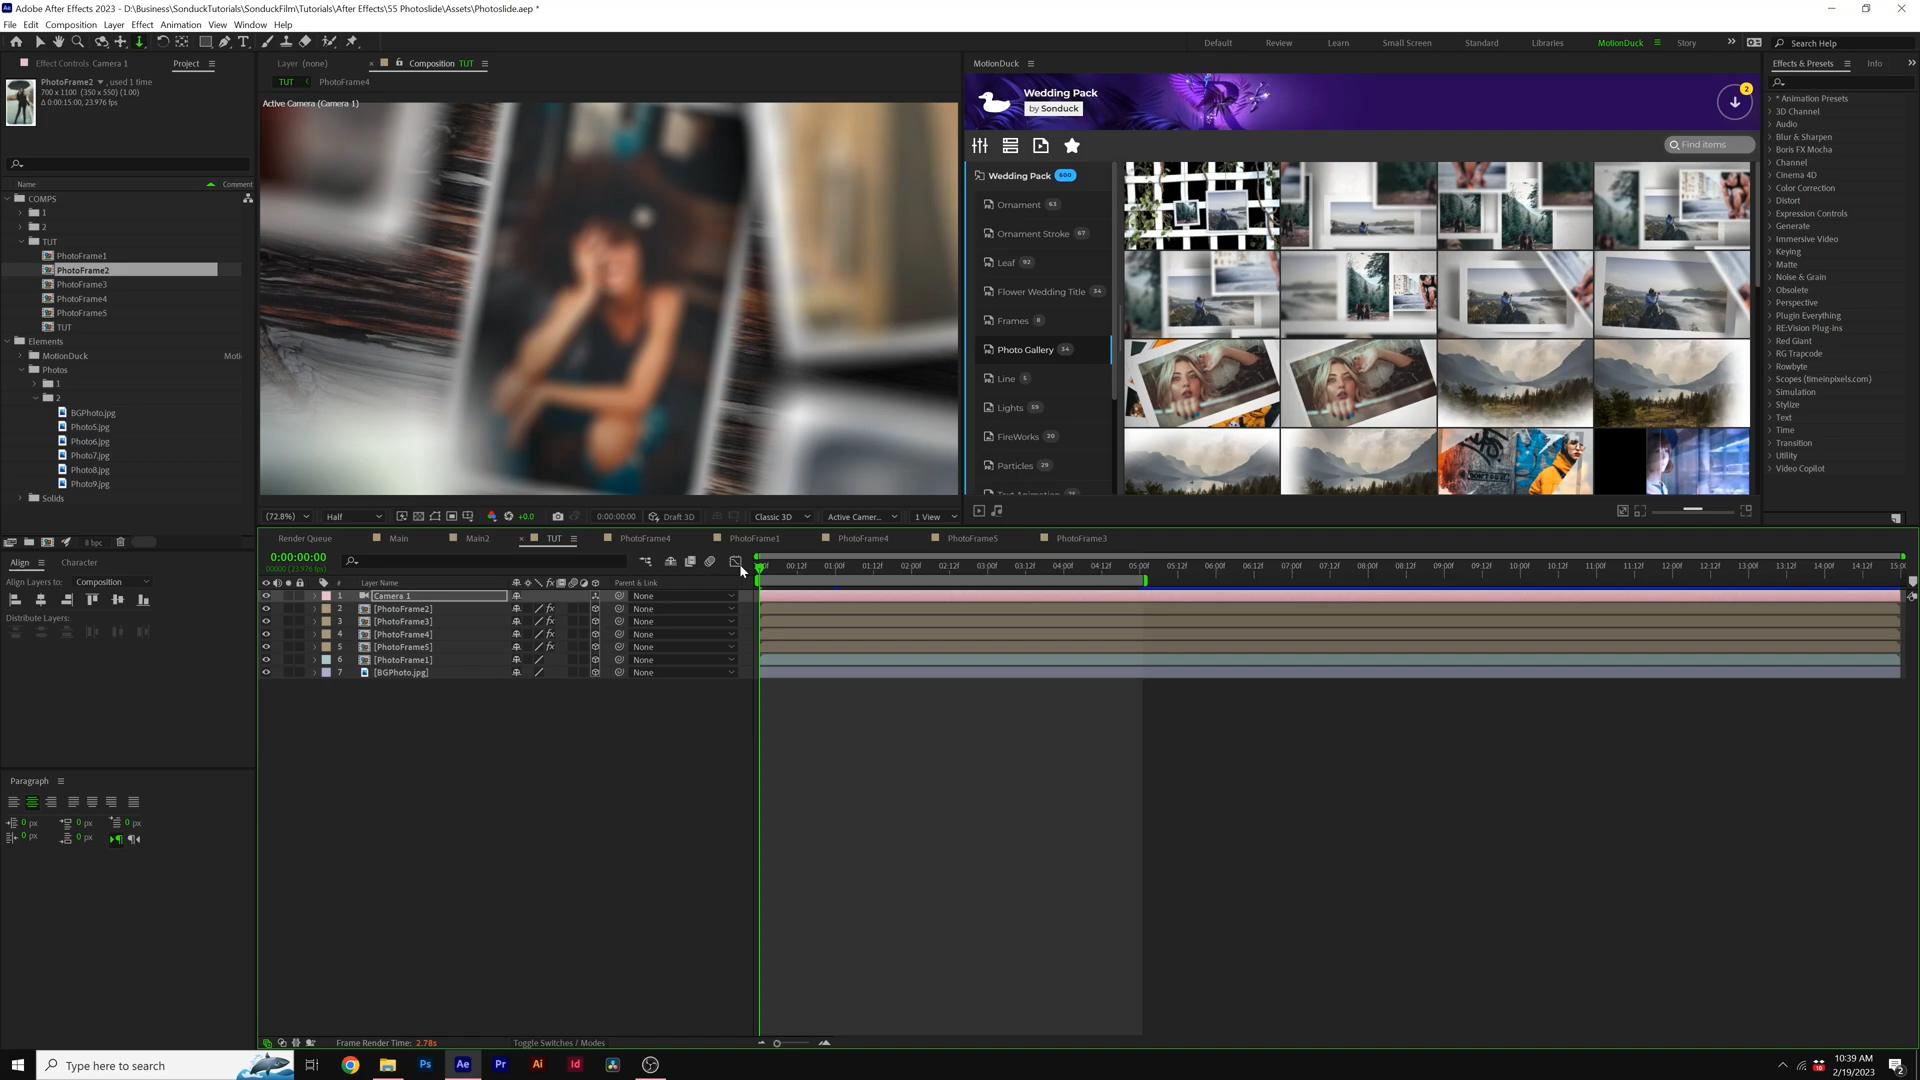 Adobe After Effects 2023 - D:\Business\SonduckTutorials\SonduckFilm\Tutorials\After Effects\55 Photoslide\Assets\Photoslide.aep *
File Edit Composition Layer Effect Animation View Window Help
Default Review Learn Small Screen Standard Libraries MotionDuck Story Search Help
Effect Controls Camera 1 Project
PhotoFrame2 , used 1 time
700 x 1100 (350 x 550) (1.00)
Δ 0:00:15:00, 23.976 fps
Name Comment
COMPS
1
2
TUT
PhotoFrame1
PhotoFrame2
PhotoFrame3
PhotoFrame4
PhotoFrame5
TUT
Elements
MotionDuck Moti
Photos
1
2
BGPhoto.jpg
Photo5.jpg
Photo6.jpg
Photo7.jpg
Photo8.jpg
Photo9.jpg
Solids
8 bpc
Layer (none) Composition TUT
TUT PhotoFrame4
Active Camera (Camera 1)
(72.8%) Half +0.0 0:00:00:00 Draft 3D Classic 3D Active Camer... 1 View
MotionDuck
Wedding Pack
by Sonduck
2
Find items
Wedding Pack 600
Ornament 63
Ornament Stroke 67
Leaf 92
Flower Wedding Title 34
Frames 8
Photo Gallery 34
Line 5
Lights 59
FireWorks 20
Particles 29
Effects & Presets Info
* Animation Presets
3D Channel
Audio
Blur & Sharpen
Boris FX Mocha
Channel
Cinema 4D
Color Correction
Distort
Expression Controls
Generate
Immersive Video
Keying
Matte
Noise & Grain
Obsolete
Perspective
Plugin Everything
RE:Vision Plug-ins
Red Giant
RG Trapcode
Rowbyte
Scopes (timeinpixels.com)
Simulation
Stylize
Text
Time
Transition
Utility
Video Copilot
Align Character
Align Layers to: Composition
Distribute Layers:
Paragraph
0 px 0 px 0 px
0 px 0 px
Render Queue Main Main2 TUT PhotoFrame4 PhotoFrame1 PhotoFrame4 PhotoFrame5 PhotoFrame3
0:00:00:00
00000 (23.976 fps)
00:12f 01:00f 01:12f 02:00f 02:12f 03:00f 03:12f 04:00f 04:12f 05:00f 05:12f 06:00f 06:12f 07:00f 07:12f 08:00f 08:12f 09:00f 09:12f 10:00f 10:12f 11:00f 11:12f 12:00f 12:12f 13:00f 13:12f 14:00f 14:12f 15:00
# Layer Name Parent & Link
1 Camera 1 None
2 [PhotoFrame2] None
3 [PhotoFrame3] None
4 [PhotoFrame4] None
5 [PhotoFrame5] None
6 [PhotoFrame1] None
7 [BGPhoto.jpg] None
Frame Render Time: 2.78s Toggle Switches / Modes
Type here to search
Ps Ae Pr Ai Id
10:39 AM
2/19/2023
2